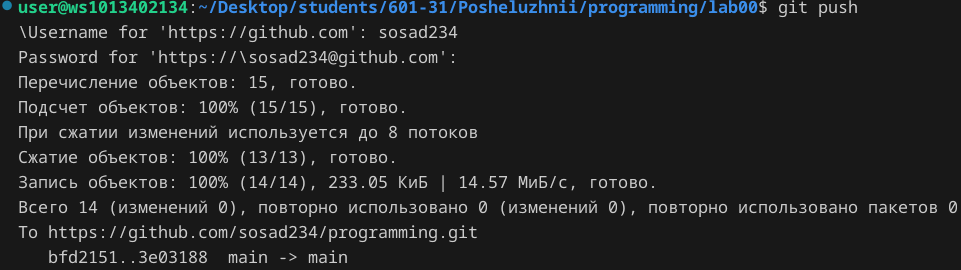 user@ws1013402134:~/Desktop/students/601-31/Posheluzhnii/programming/lab00$ git push
\Username for 'https://github.com': sosad234
Password for 'https://\sosad234@github.com':
Перечисление объектов: 15, готово.
Подсчет объектов: 100% (15/15), готово.
При сжатии изменений используется до 8 потоков
Сжатие объектов: 100% (13/13), готово.
Запись объектов: 100% (14/14), 233.05 КиБ | 14.57 МиБ/с, готово.
Всего 14 (изменений 0), повторно использовано 0 (изменений 0), повторно использовано пакетов 0
To https://github.com/sosad234/programming.git
   bfd2151..3e03188  main -> main